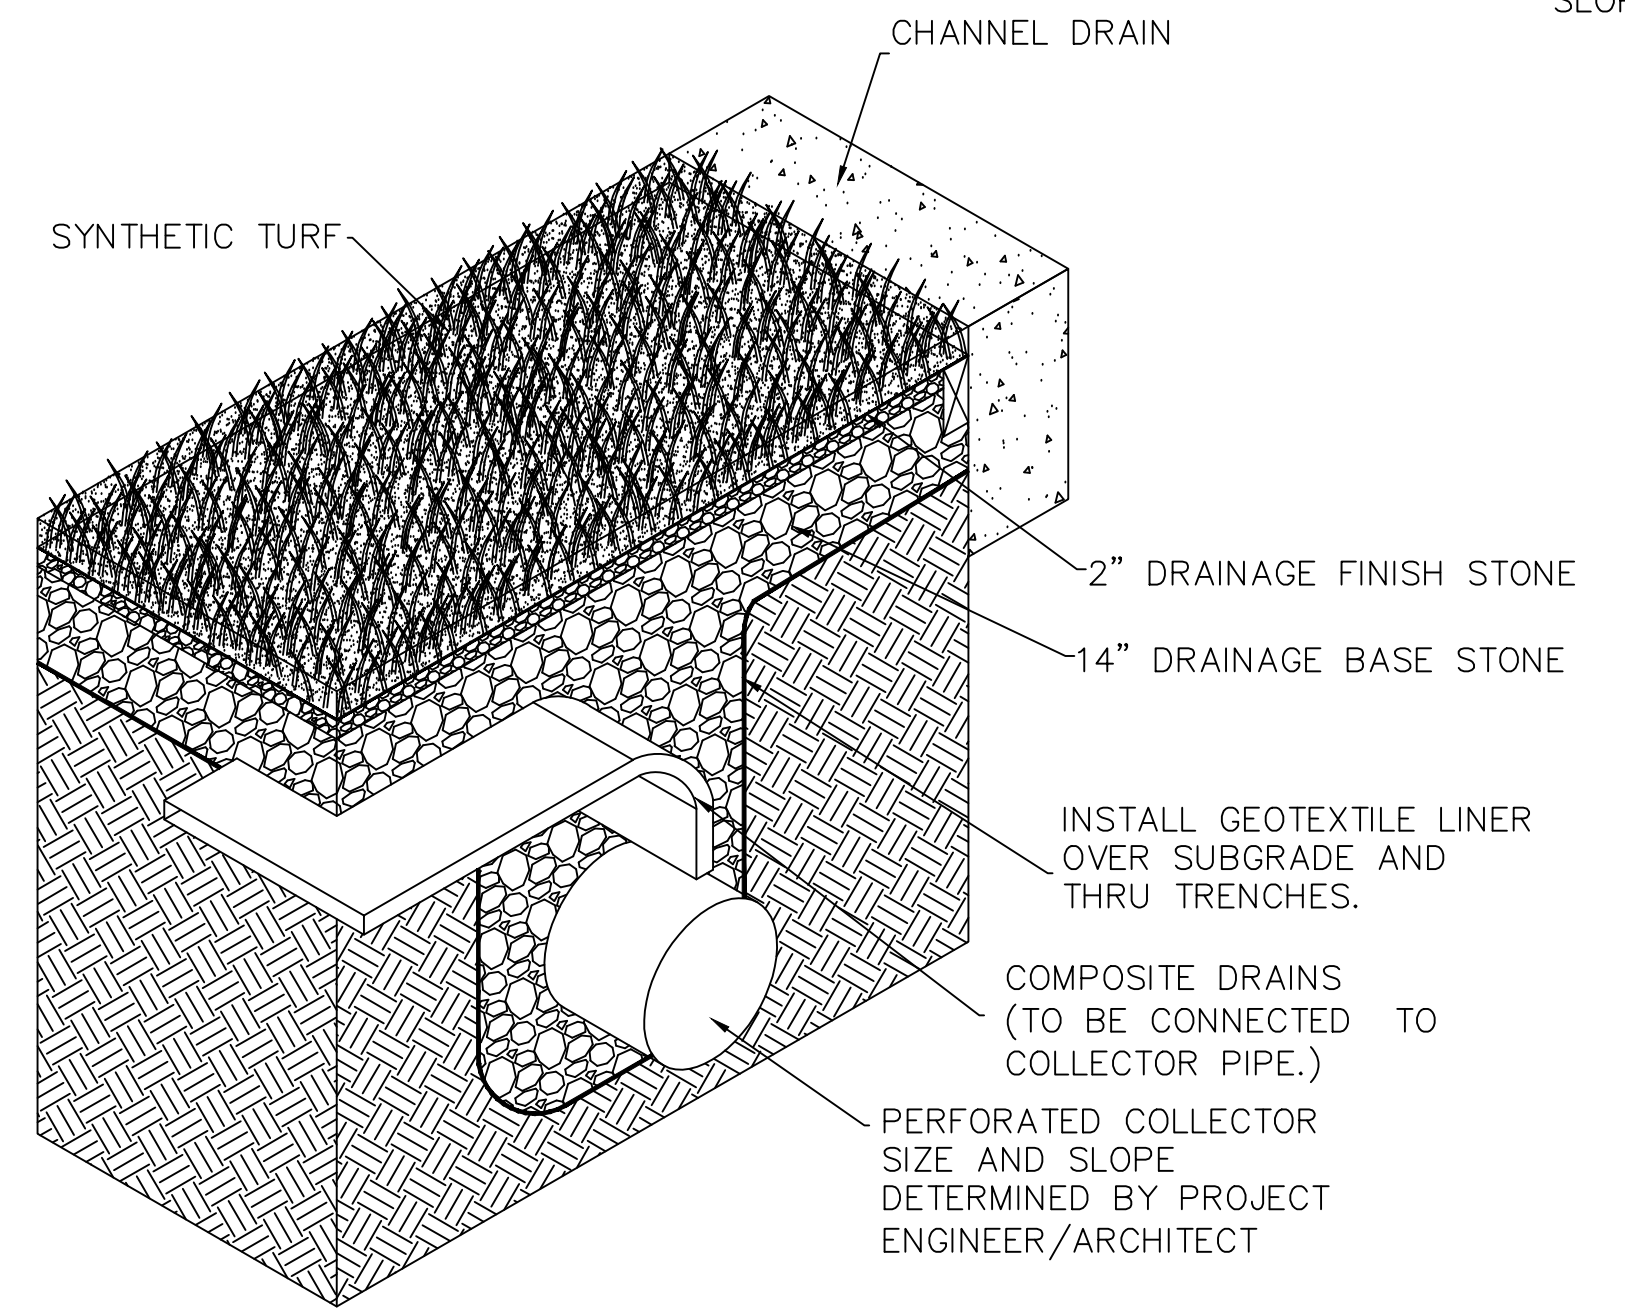 CHANNEL DRAIN
SYNTHETIC TURF
2" DRAINAGE FINISH STONE
14" DRAINAGE BASE STONE
INSTALL GEOTEXTILE LINER
OVER SUBGRADE AND
THRU TRENCHES.
COMPOSITE DRAINS
(TO BE CONNECTED TO
COLLECTOR PIPE.)
PERFORATED COLLECTOR
SIZE AND SLOPE
DETERMINED BY PROJECT
ENGINEER/ARCHITECT